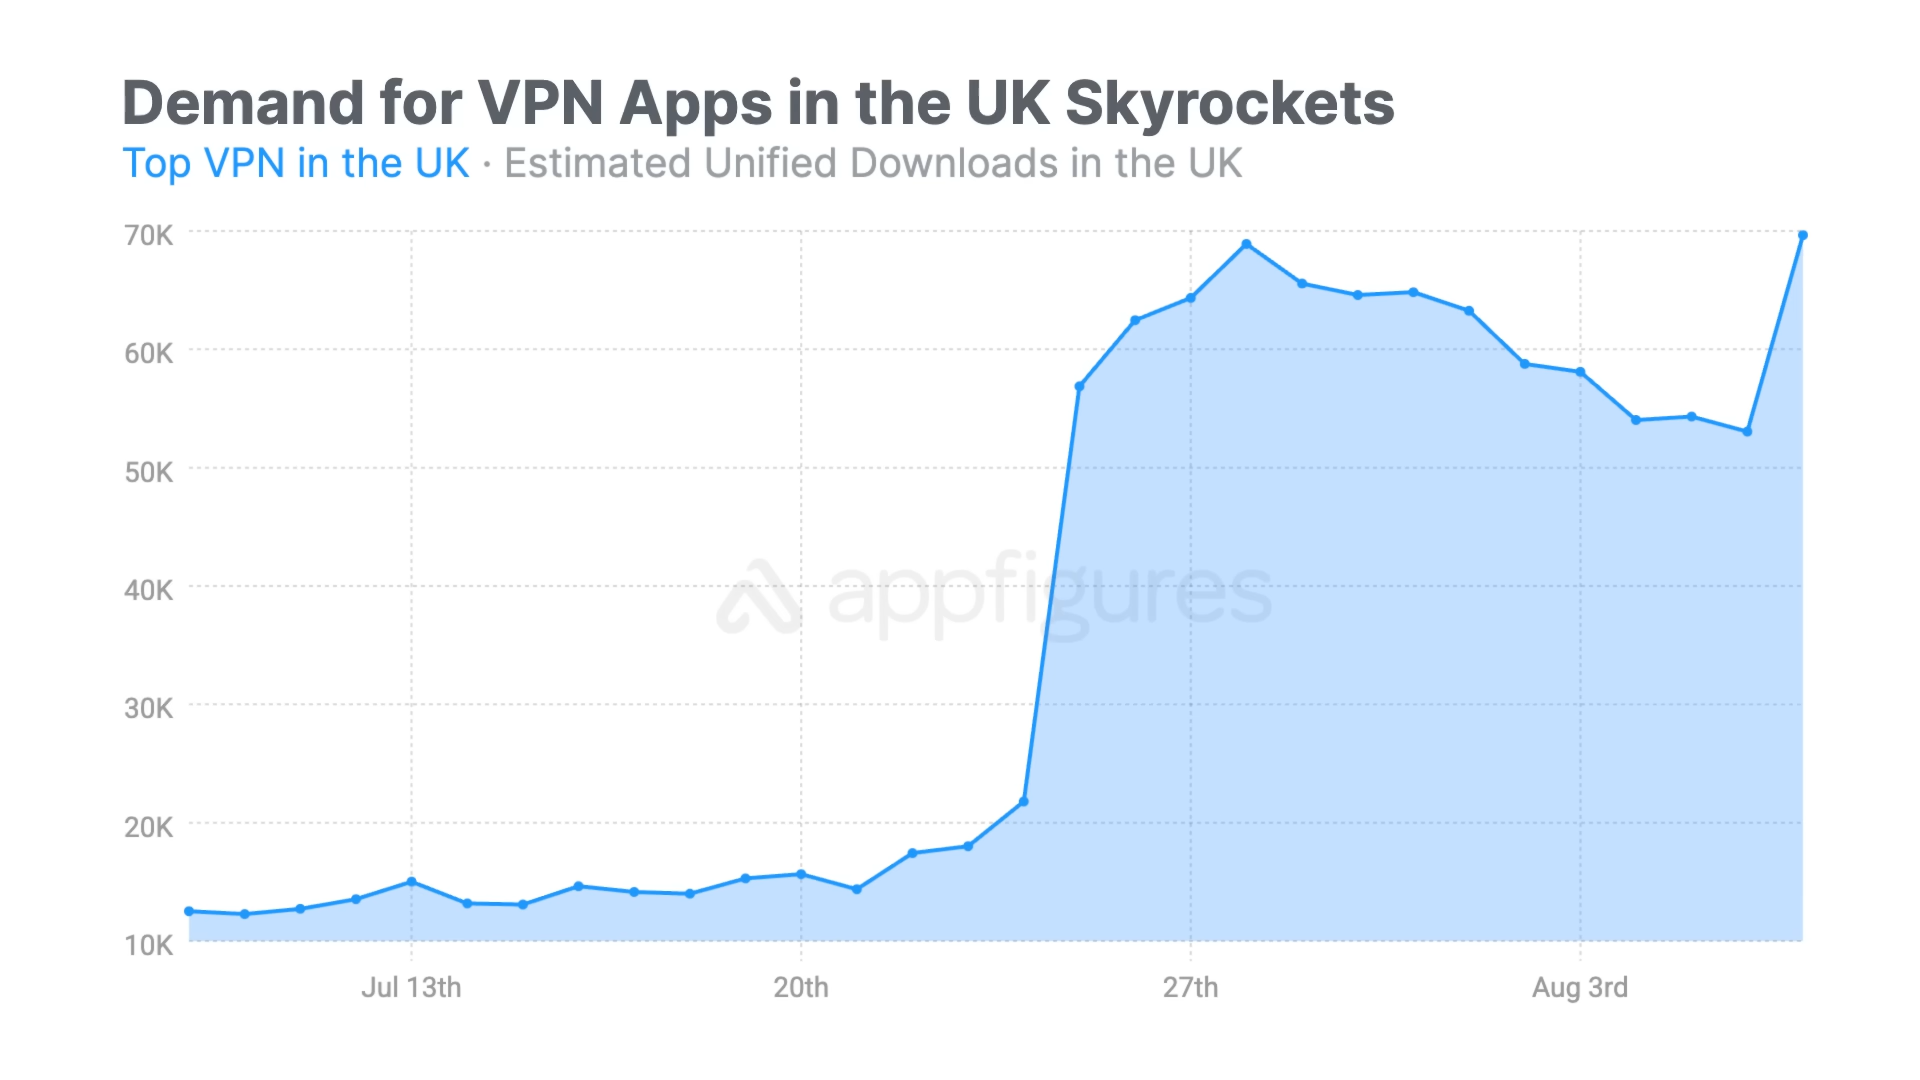 Demand for VPN Apps in the UK Skyrockets
Top VPN in the UK · Estimated Unified Downloads in the UK
70K
60K
50K
40K
30K
20K
10K
appfigures
Jul 13th 20th 27th Aug 3rd